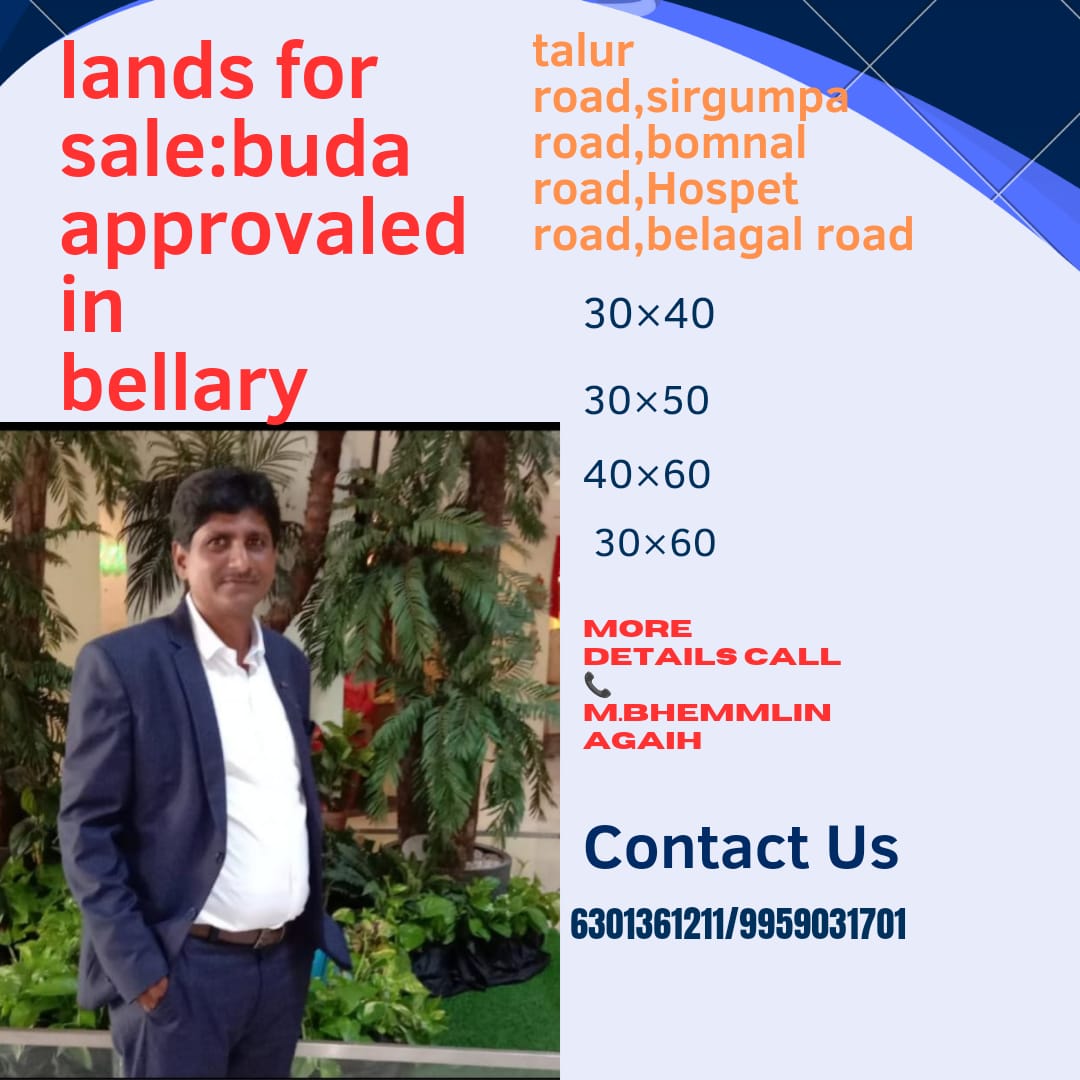 lands for
sale:buda
approvaled
in
bellary
talur
road,sirgumpa
road,bomnal
road,Hospet
road,belagal road
30×40
30×50
40×60
30×60
MORE
DETAILS CALL
📞
M.BHEMMLIN
AGAIH
Contact Us
6301361211/9959031701